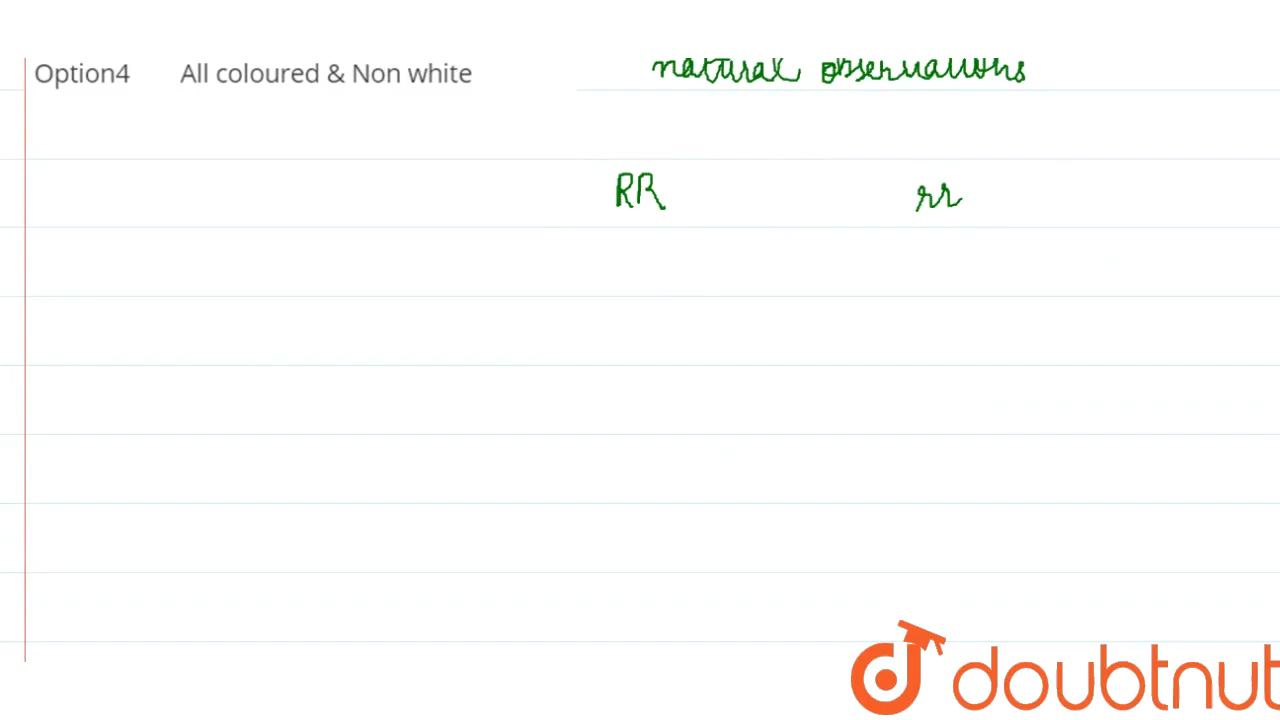 Option4 All coloured & Non white
natural observations
RR rr
doubtnut